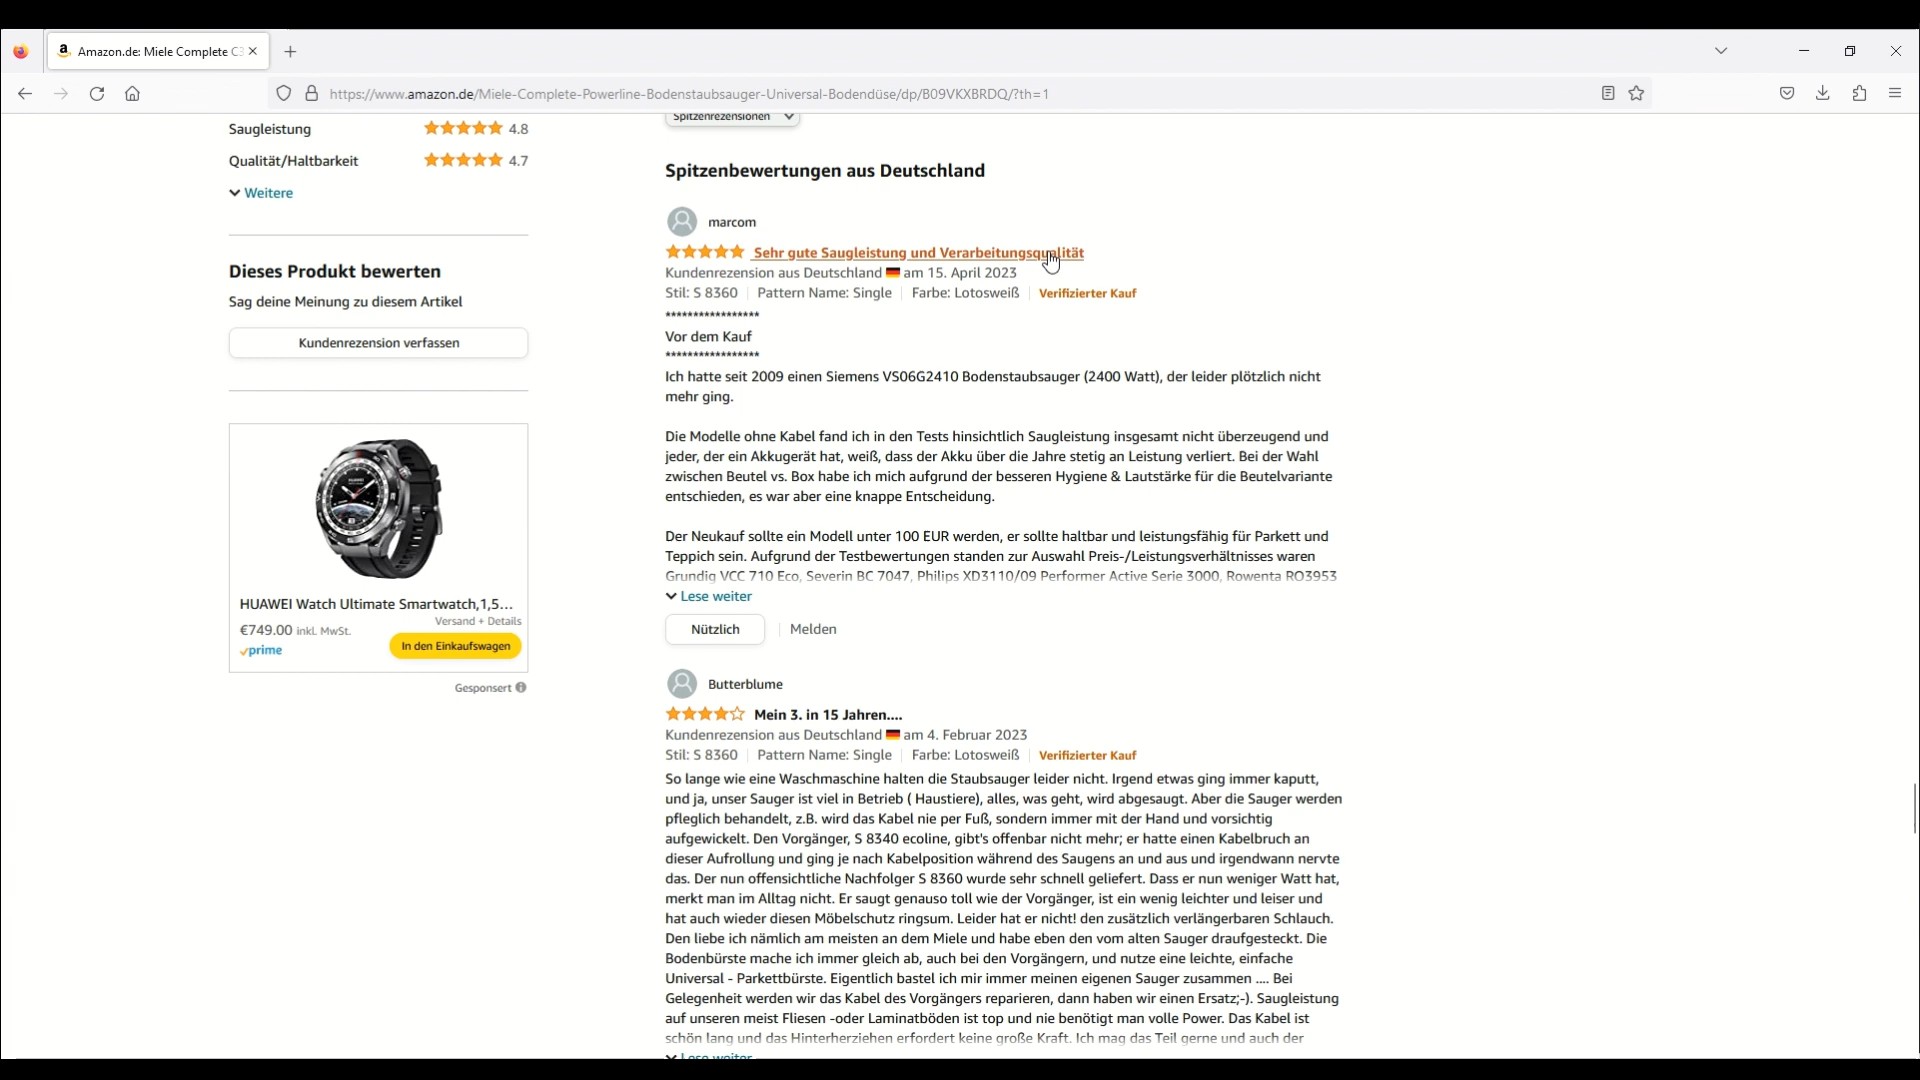 Amazon.de: Miele Complete C3
https://www.amazon.de/Miele-Complete-Powerline-Bodenstaubsauger-Universal-Bodendüse/dp/B09VKXBRDQ/?th=1
Saugleistung 4.8
Qualität/Haltbarkeit 4.7
Weitere
Dieses Produkt bewerten
Sag deine Meinung zu diesem Artikel
Kundenrezension verfassen
HUAWEI Watch Ultimate Smartwatch,1,5...
Versand + Details
€749.00 inkl. MwSt.
In den Einkaufswagen
prime
Gesponsert
Spitzenrezensionen
Spitzenbewertungen aus Deutschland
marcom
Sehr gute Saugleistung und Verarbeitungsqualität
Kundenrezension aus Deutschland am 15. April 2023
Stil: S 8360 Pattern Name: Single Farbe: Lotosweiß Verifizierter Kauf
*****************
Vor dem Kauf
*****************
Ich hatte seit 2009 einen Siemens VS06G2410 Bodenstaubsauger (2400 Watt), der leider plötzlich nicht
mehr ging.
Die Modelle ohne Kabel fand ich in den Tests hinsichtlich Saugleistung insgesamt nicht überzeugend und
jeder, der ein Akkugerät hat, weiß, dass der Akku über die Jahre stetig an Leistung verliert. Bei der Wahl
zwischen Beutel vs. Box habe ich mich aufgrund der besseren Hygiene & Lautstärke für die Beutelvariante
entschieden, es war aber eine knappe Entscheidung.
Der Neukauf sollte ein Modell unter 100 EUR werden, er sollte haltbar und leistungsfähig für Parkett und
Teppich sein. Aufgrund der Testbewertungen standen zur Auswahl Preis-/Leistungsverhältnisses waren
Grundig VCC 710 Eco, Severin BC 7047, Philips XD3110/09 Performer Active Serie 3000, Rowenta RO3953
Lese weiter
Nützlich Melden
Butterblume
Mein 3. in 15 Jahren....
Kundenrezension aus Deutschland am 4. Februar 2023
Stil: S 8360 Pattern Name: Single Farbe: Lotosweiß Verifizierter Kauf
So lange wie eine Waschmaschine halten die Staubsauger leider nicht. Irgend etwas ging immer kaputt,
und ja, unser Sauger ist viel in Betrieb ( Haustiere), alles, was geht, wird abgesaugt. Aber die Sauger werden
pfleglich behandelt, z.B. wird das Kabel nie per Fuß, sondern immer mit der Hand und vorsichtig
aufgewickelt. Den Vorgänger, S 8340 ecoline, gibt's offenbar nicht mehr; er hatte einen Kabelbruch an
dieser Aufrollung und ging je nach Kabelposition während des Saugens an und aus und irgendwann nervte
das. Der nun offensichtliche Nachfolger S 8360 wurde sehr schnell geliefert. Dass er nun weniger Watt hat,
merkt man im Alltag nicht. Er saugt genauso toll wie der Vorgänger, ist ein wenig leichter und leiser und
hat auch wieder diesen Möbelschutz ringsum. Leider hat er nicht! den zusätzlich verlängerbaren Schlauch.
Den liebe ich nämlich am meisten an dem Miele und habe eben den vom alten Sauger draufgesteckt. Die
Bodenbürste mache ich immer gleich ab, auch bei den Vorgängern, und nutze eine leichte, einfache
Universal - Parkettbürste. Eigentlich bastel ich mir immer meinen eigenen Sauger zusammen .... Bei
Gelegenheit werden wir das Kabel des Vorgängers reparieren, dann haben wir einen Ersatz;-). Saugleistung
auf unseren meist Fliesen -oder Laminatböden ist top und nie benötigt man volle Power. Das Kabel ist
schön lang und das Hinterherziehen erfordert keine große Kraft. Ich mag das Teil gerne und auch der
Lese weiter